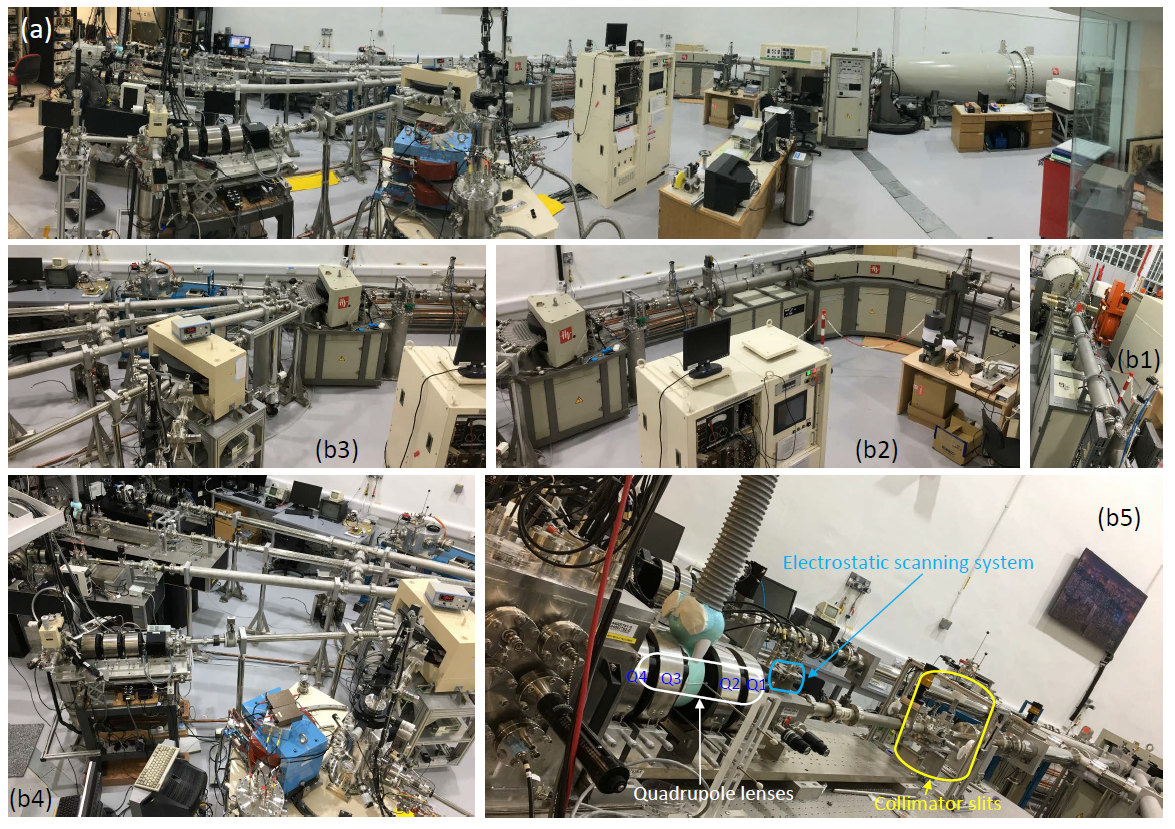 (a)
(b3)
(b2)
(b1)
(b4)
(b5)
Electrostatic scanning system
Q4 Q3 Q2 Q1
Quadrupole lenses
Collimator slits